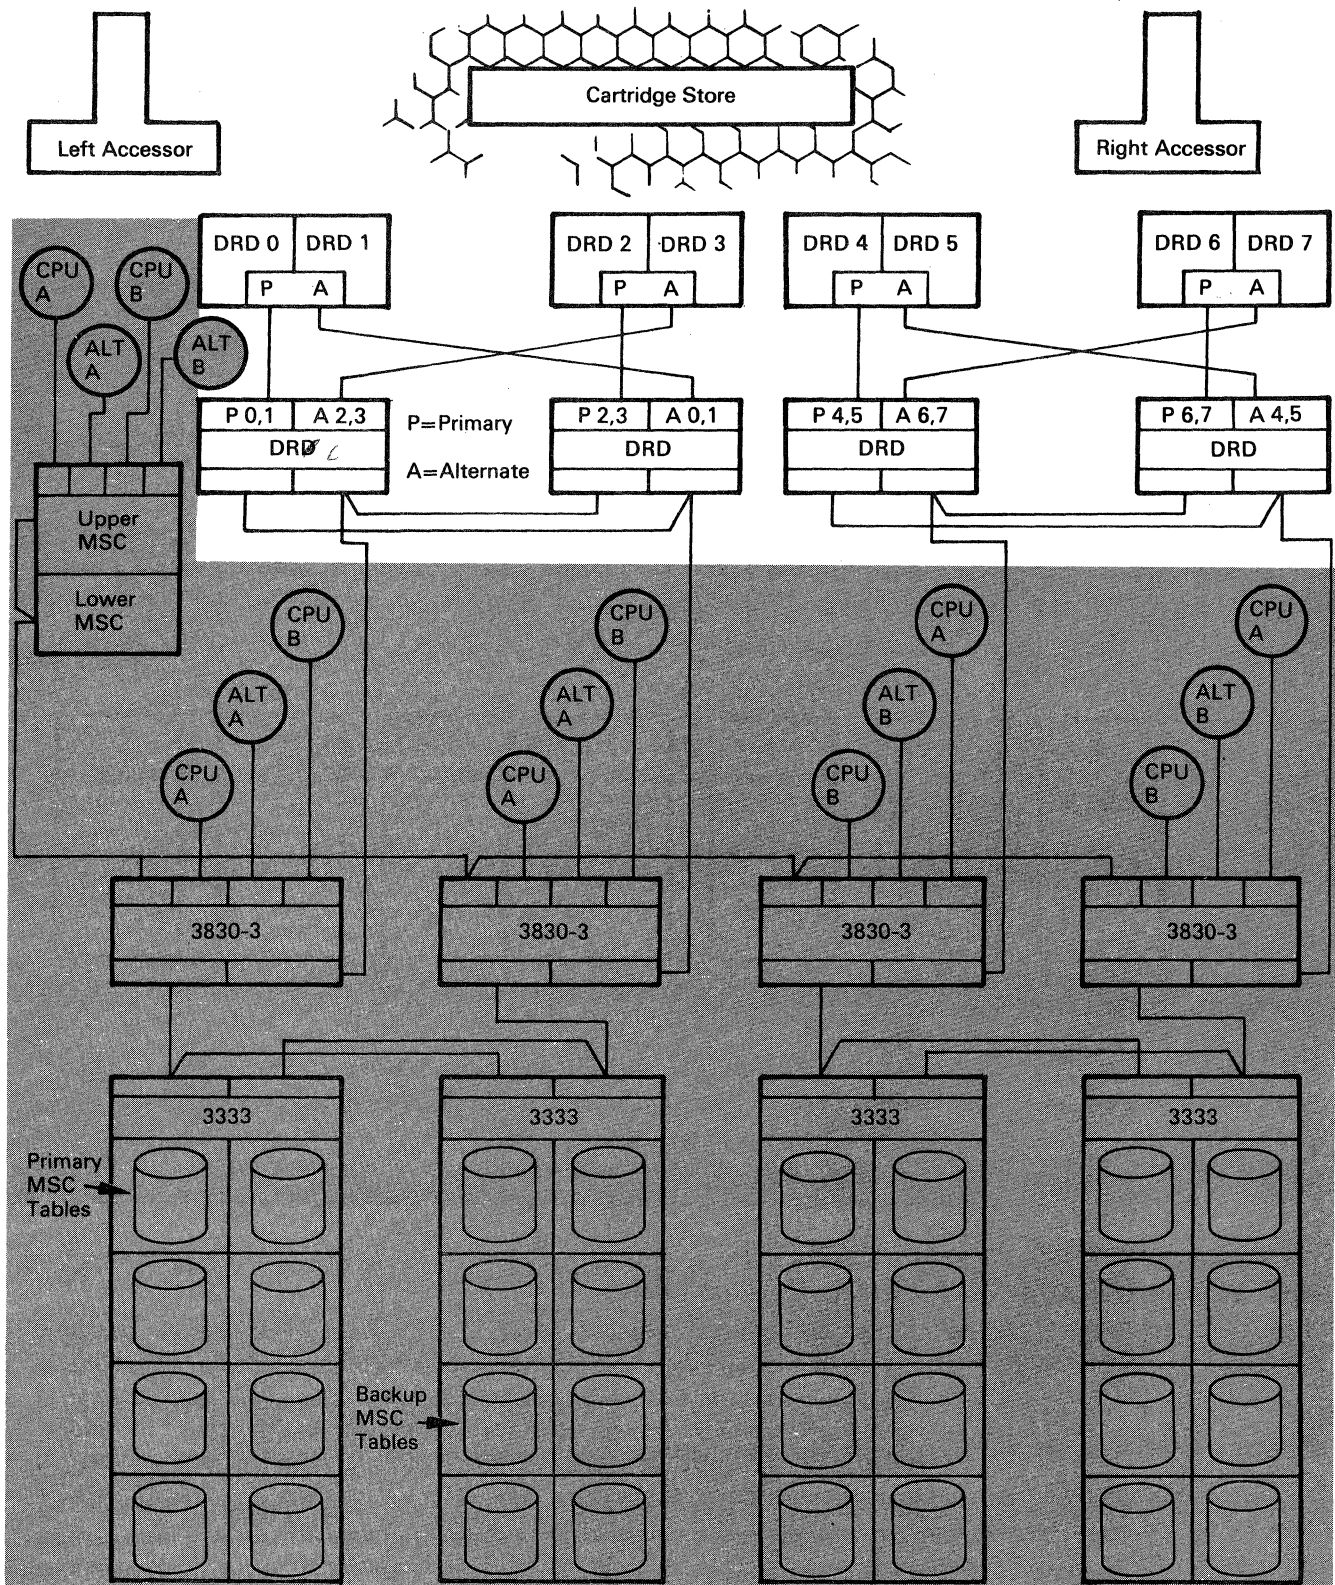 Cartridge Store
Left Accessor
Right Accessor
DRD 0 DRD 1
P A
DRD 2 DRD 3
P A
DRD 4 DRD 5
P A
DRD 6 DRD 7
P A
CPU
A
CPU
B
ALT
A
ALT
B
P 0,1 A 2,3
DRD
P=Primary
A=Alternate
P 2,3 A 0,1
DRD
P 4,5 A 6,7
DRD
P 6,7 A 4,5
DRD
Upper
MSC
Lower
MSC
CPU
B
ALT
A
CPU
A
CPU
B
ALT
A
CPU
A
CPU
A
ALT
B
CPU
B
CPU
A
ALT
B
CPU
B
3830-3
3830-3
3830-3
3830-3
3333
3333
3333
3333
Primary
MSC
Tables
Backup
MSC
Tables